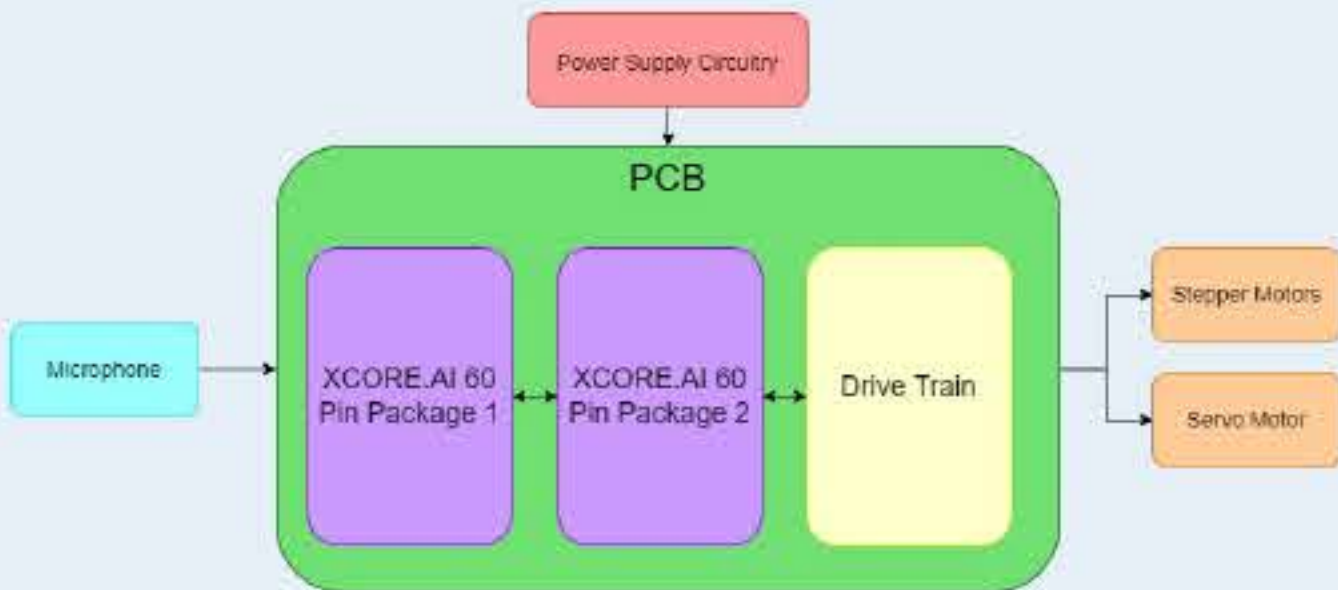 Power Supply Circuitry
PCB
Microphone
XCORE.AI 60
Pin Package 1
XCORE.AI 60
Pin Package 2
Drive Train
Stepper Motors
Servo Motor